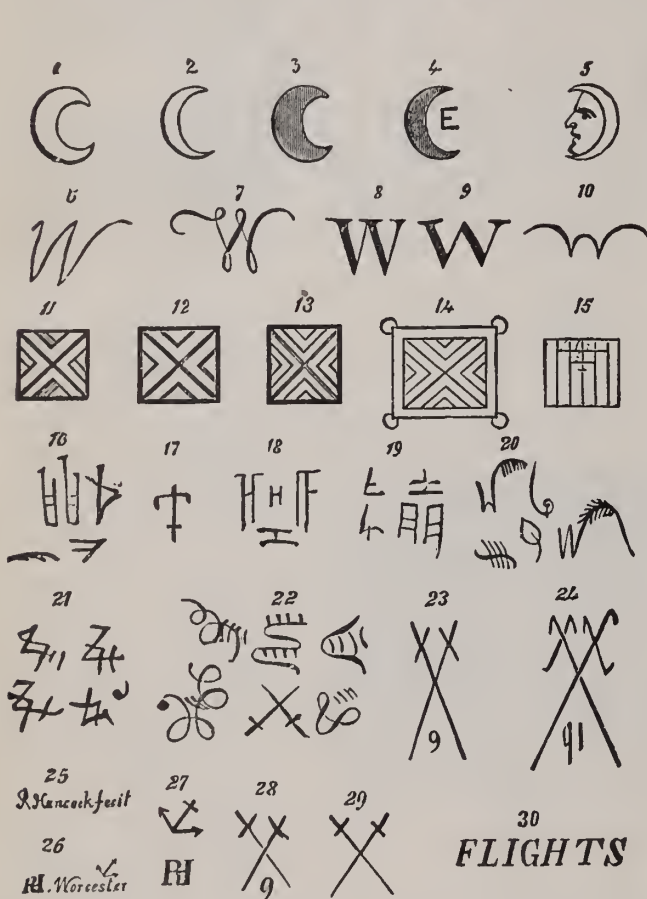 1 2 3 4 5
E
6 7 8 9 10
W W W
11 12 13 14 15
16 17 18 19 20
21 22 23 24
9 91
25 27 28 29
R Hancock fecit
30
26
FLIGHTS
RH. Worcester RH 9